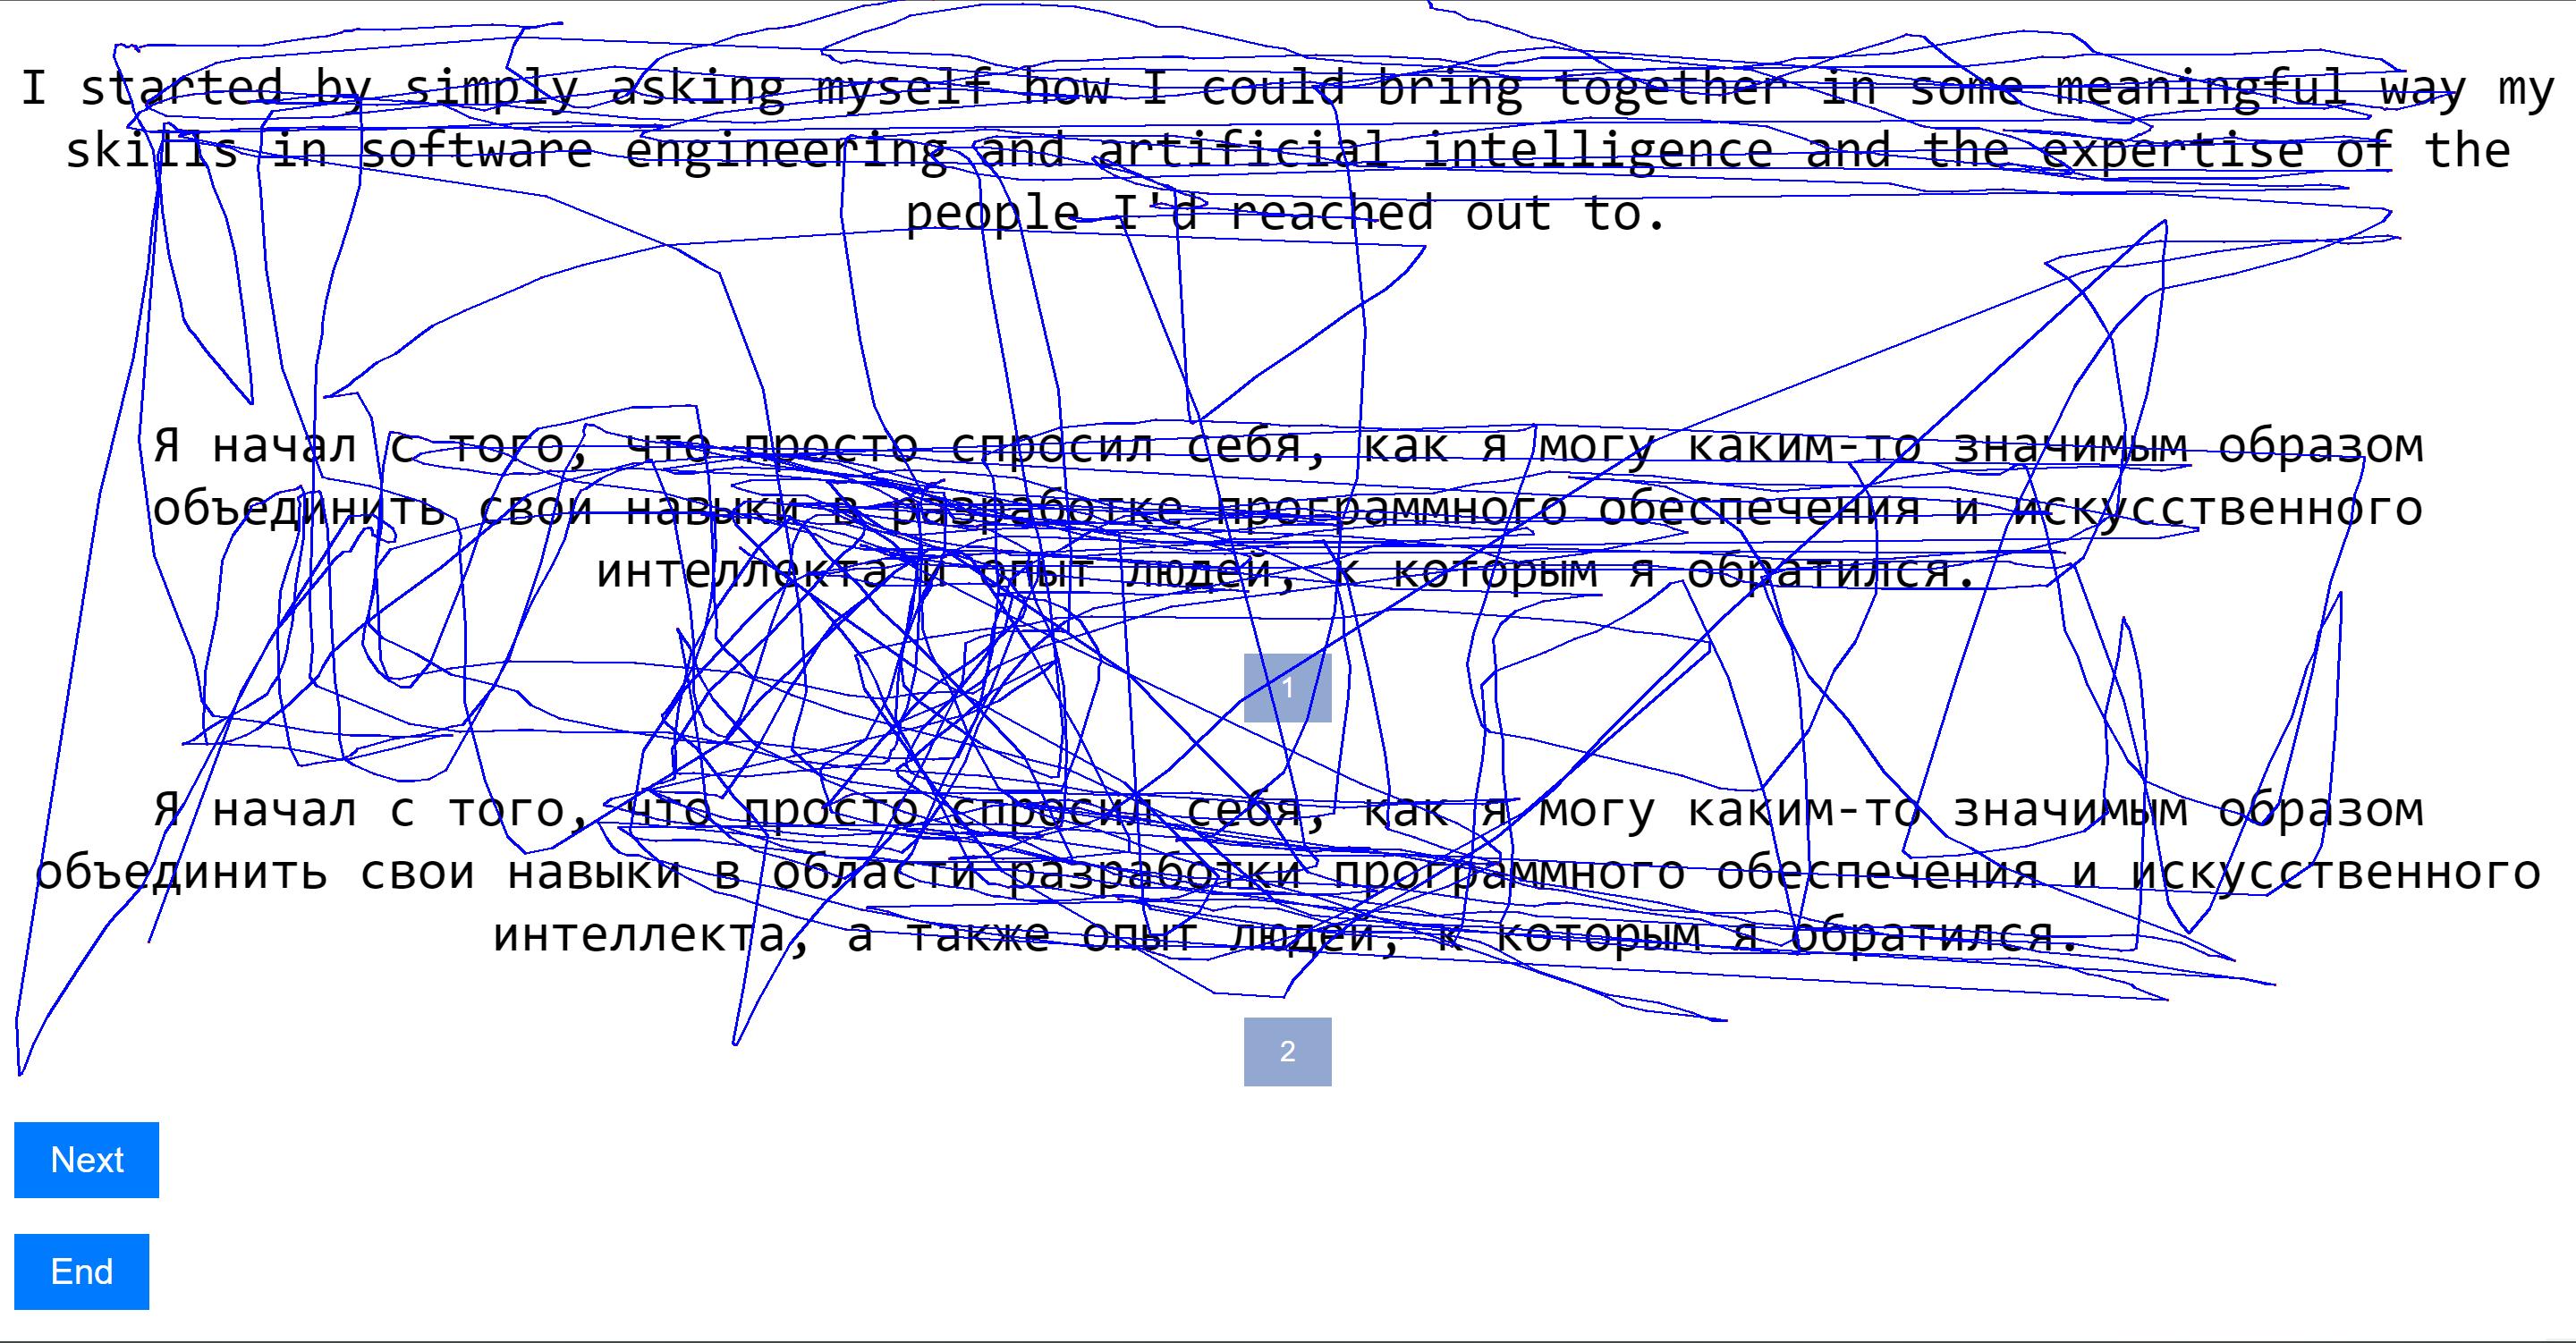 I started by simply asking myself how I could bring together in some meaningful way my
skills in software engineering and artificial intelligence and the expertise of the
people I'd reached out to.
Я начал с того, что просто спросил себя, как я могу каким-то значимым образом
объединить свои навыки в разработке программного обеспечения и искусственного
интеллекта и опыт людей, к которым я обратился.
1
Я начал с того, что просто спросил себя, как я могу каким-то значимым образом
объединить свои навыки в области разработки программного обеспечения и искусственного
интеллекта, а также опыт людей, к которым я обратился.
2
Next
End